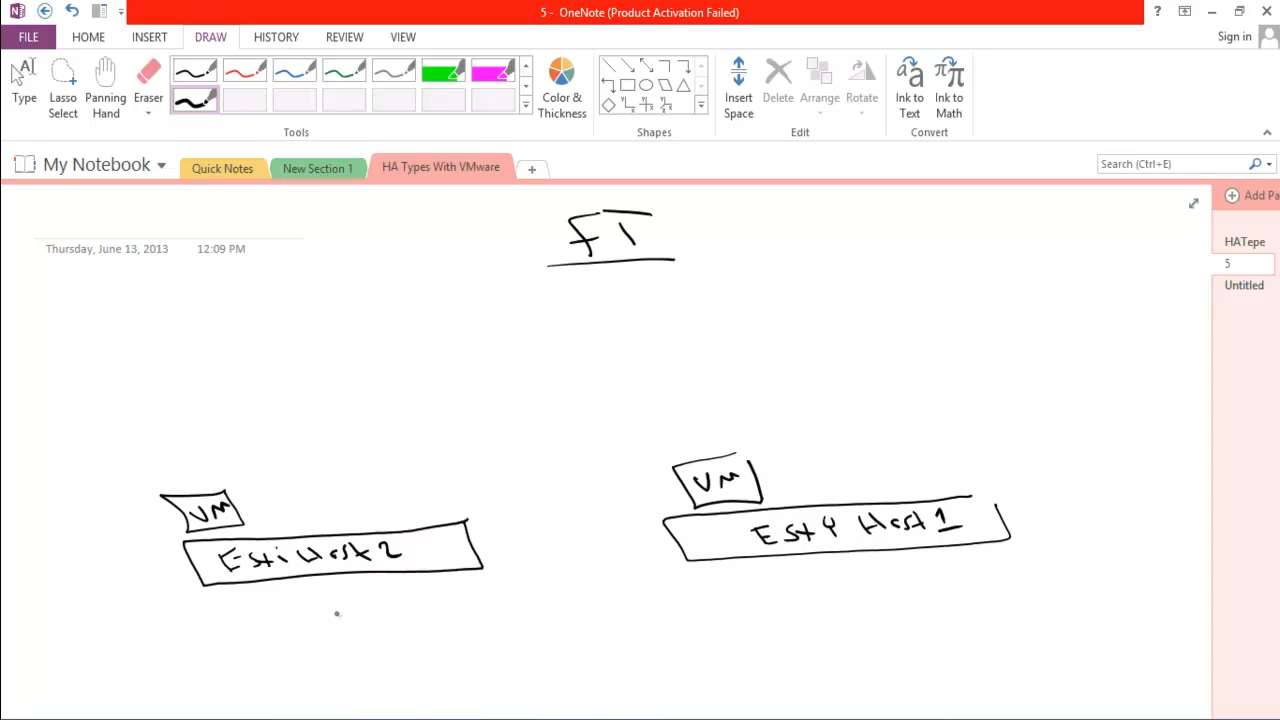 5 - OneNote (Product Activation Failed)
FILE HOME INSERT DRAW HISTORY REVIEW VIEW
Sign in
Type
Lasso Select
Panning Hand
Eraser
Color & Thickness
Insert Space
Delete
Arrange
Rotate
Ink to Text
Ink to Math
Tools
Shapes
Edit
Convert
My Notebook
Quick Notes
New Section 1
HA Types With VMware
Search (Ctrl+E)
Add Pa
HATepe
5
Untitled
Thursday, June 13, 2013 12:09 PM
FT
VM
VM
Esti Host 2
Est4 Host 1